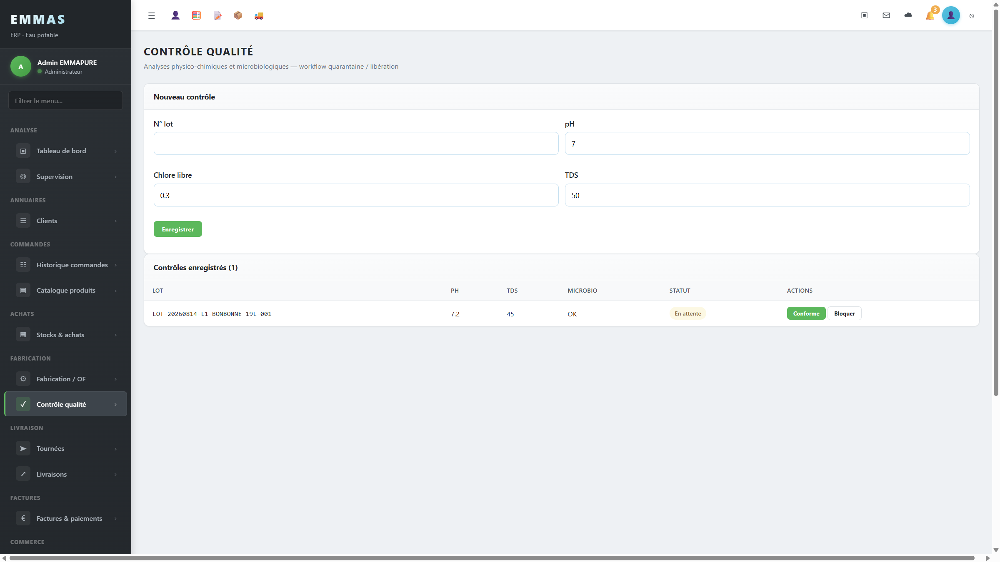 EMMAS
ERP · Eau potable
A
Admin EMMAPURE
Administrateur
Filtrer le menu...
ANALYSE
Tableau de bord
Supervision
ANNUAIRES
Clients
COMMANDES
Historique commandes
Catalogue produits
ACHATS
Stocks & achats
FABRICATION
Fabrication / OF
Contrôle qualité
LIVRAISON
Tournées
Livraisons
FACTURES
€ Factures & paiements
COMMERCE
3
CONTRÔLE QUALITÉ
Analyses physico-chimiques et microbiologiques — workflow quarantaine / libération
Nouveau contrôle
N° lot pH
7
Chlore libre TDS
0.3 50
Enregistrer
Contrôles enregistrés (1)
LOT PH TDS MICROBIO STATUT ACTIONS
LOT-20260814-L1-BONBONNE_19L-001 7.2 45 OK En attente Conforme Bloquer